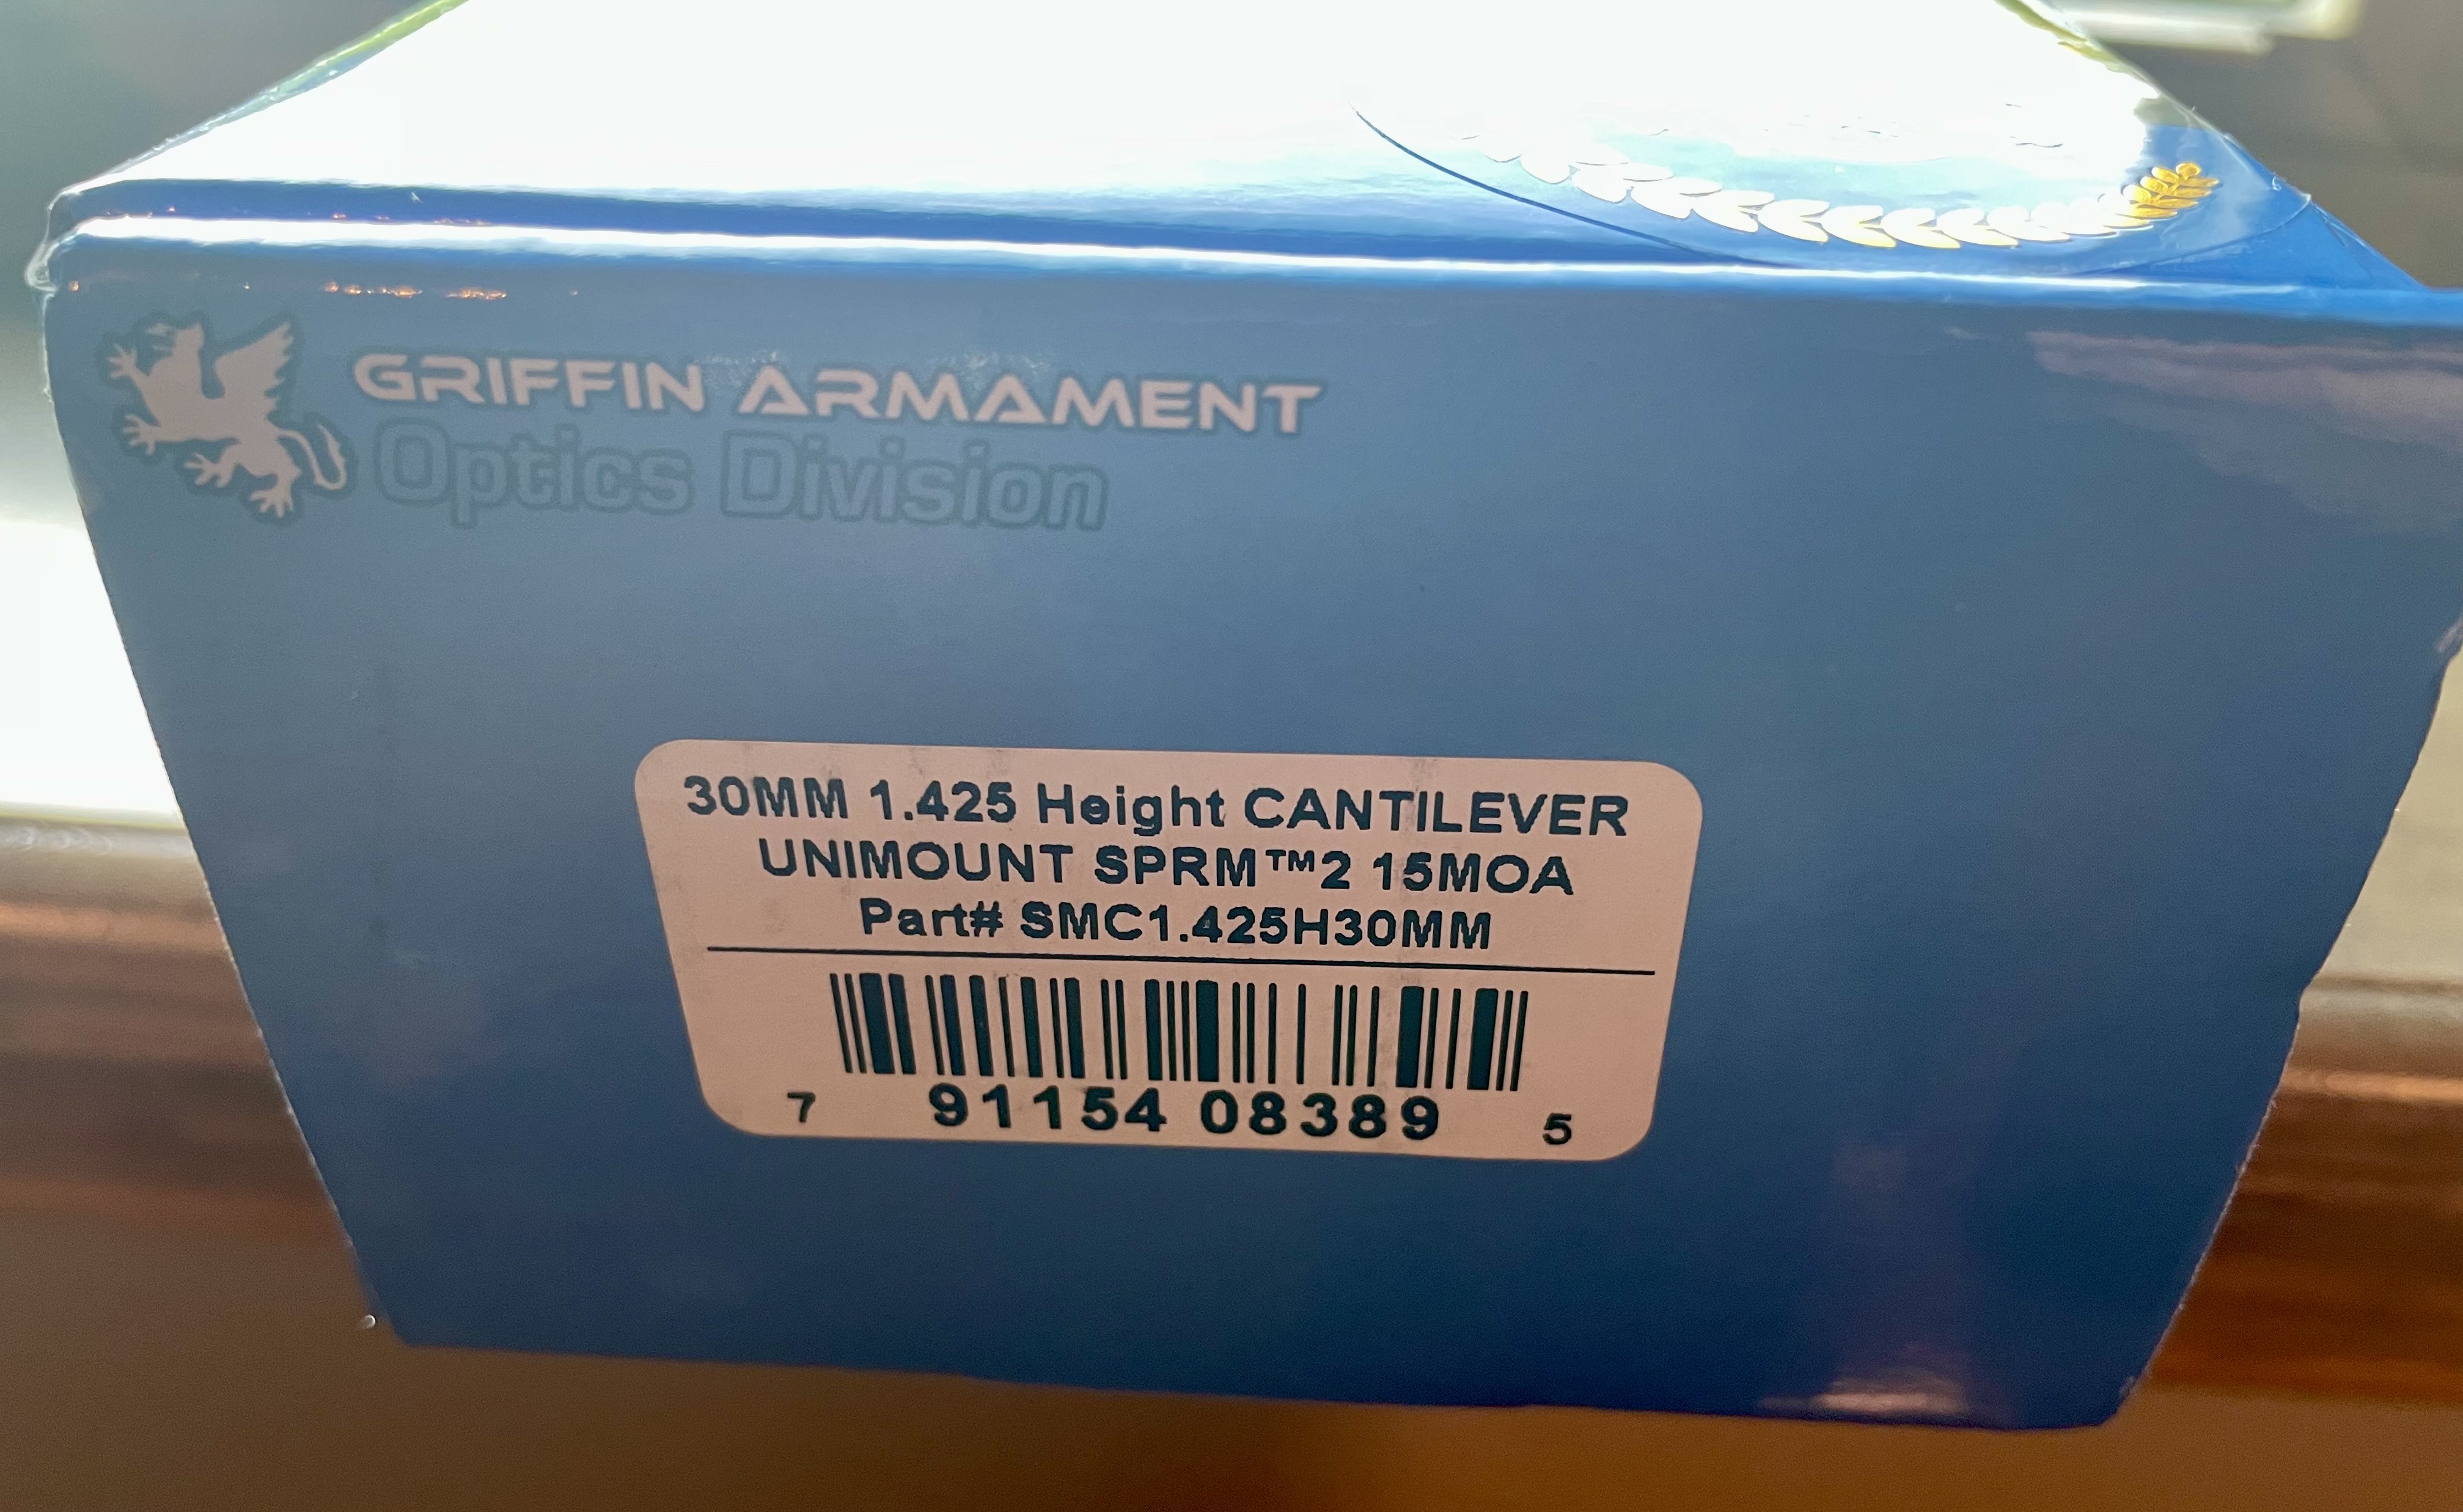 GRIFFIN ARMAMENT
Optics Division
30MM 1.425 Height CANTILEVER
UNIMOUNT SPRM™2 15MOA
Part# SMC1.425H30MM
7 91154 08389 5